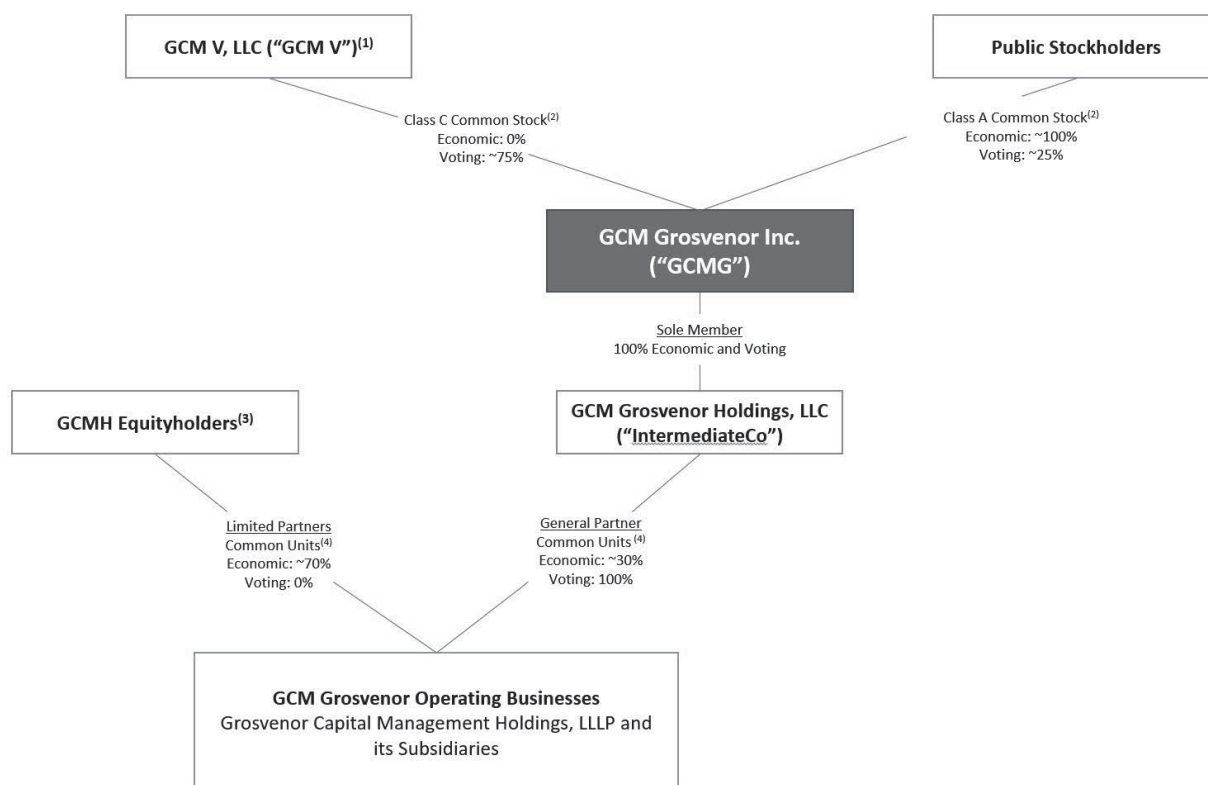 GCM V, LLC (“GCM V”)(1)
Public Stockholders
Class C Common Stock(2)
Economic: 0%
Voting: ~75%
Class A Common Stock(2)
Economic: ~100%
Voting: ~25%
GCM Grosvenor Inc.
(“GCMG”)
Sole Member
100% Economic and Voting
GCMH Equityholders(3)
GCM Grosvenor Holdings, LLC
(“IntermediateCo”)
Limited Partners
Common Units(4)
Economic: ~70%
Voting: 0%
General Partner
Common Units (4)
Economic: ~30%
Voting: 100%
GCM Grosvenor Operating Businesses
Grosvenor Capital Management Holdings, LLLP and
its Subsidiaries